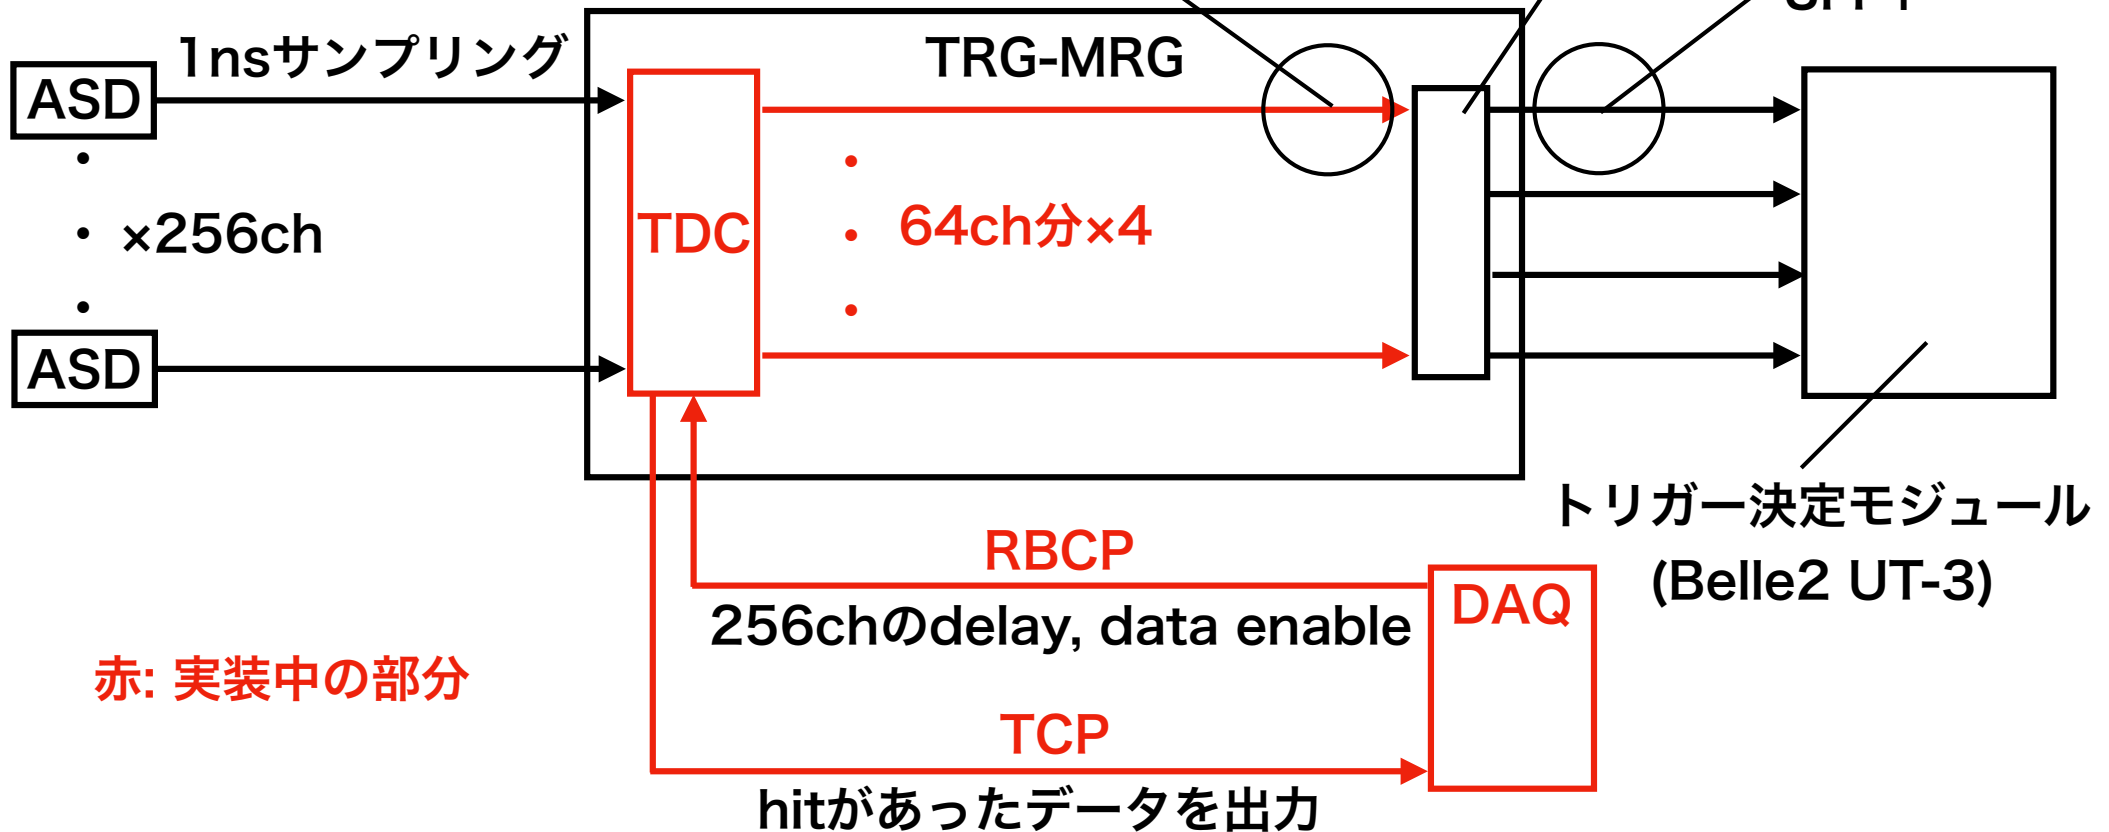 1nsサンプリング
TRG-MRG
ASD
TDC
×256ch
64ch分×4
ASD
トリガー決定モジュール
(Belle2 UT-3)
RBCP
DAQ
256chのdelay, data enable
赤: 実装中の部分
TCP
hitがあったデータを出力